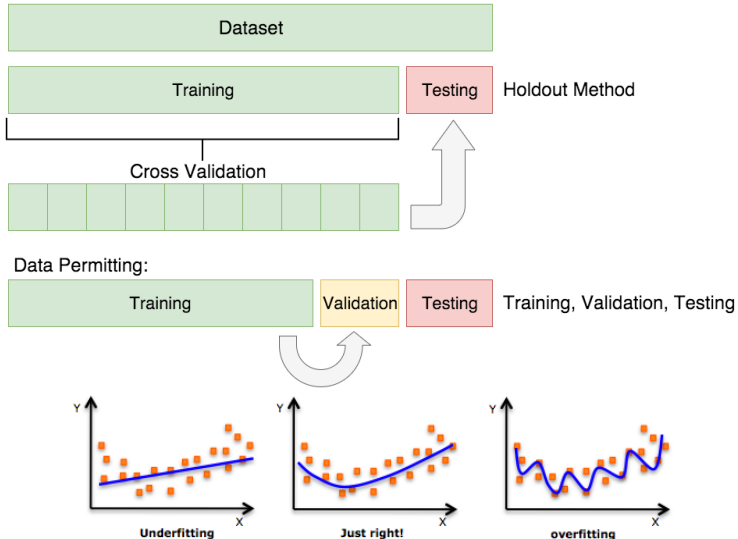 Dataset
Training
Testing
Holdout Method
Cross Validation
Data Permitting:
Training
Validation
Testing
Training, Validation, Testing
Y
X
Underfitting
Y
X
Just right!
Y
X
overfitting